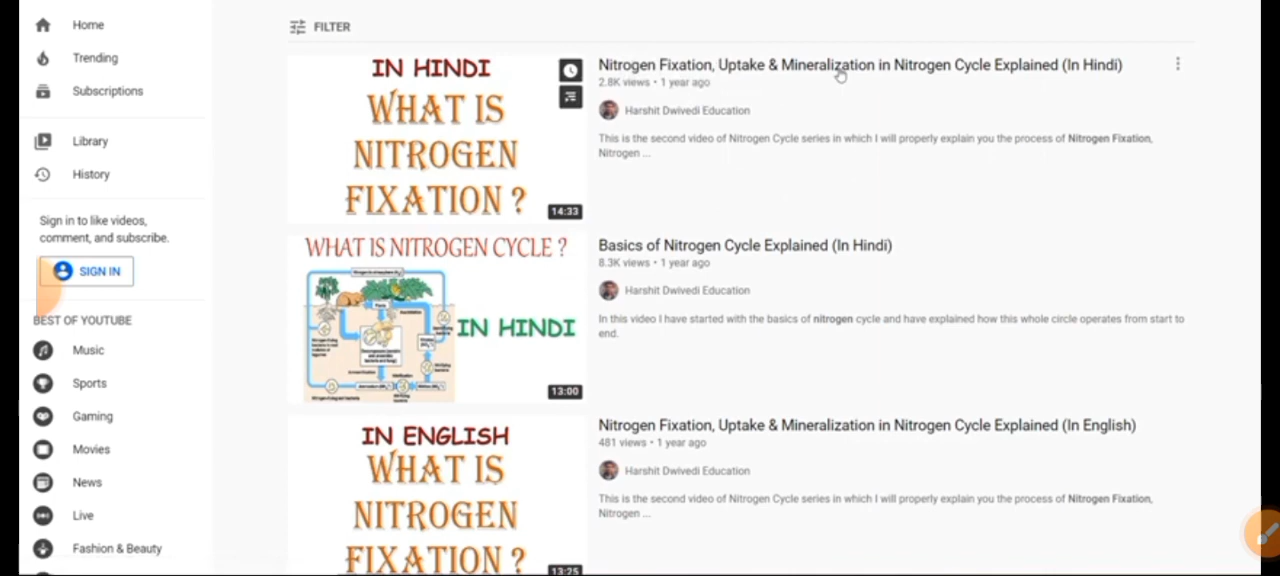 Home
Trending
Subscriptions
Library
History
Sign in to like videos,
comment, and subscribe.
SIGN IN
BEST OF YOUTUBE
Music
Sports
Gaming
Movies
News
Live
Fashion & Beauty
FILTER
IN HINDI
WHAT IS
NITROGEN
FIXATION ?
14:33
Nitrogen Fixation, Uptake & Mineralization in Nitrogen Cycle Explained (In Hindi)
2.8K views • 1 year ago
Harshit Dwivedi Education
This is the second video of Nitrogen Cycle series in which I will properly explain you the process of Nitrogen Fixation,
Nitrogen ...
WHAT IS NITROGEN CYCLE ?
IN HINDI
13:00
Basics of Nitrogen Cycle Explained (In Hindi)
8.3K views • 1 year ago
Harshit Dwivedi Education
In this video I have started with the basics of nitrogen cycle and have explained how this whole circle operates from start to
end.
IN ENGLISH
WHAT IS
NITROGEN
FIXATION ?
13:25
Nitrogen Fixation, Uptake & Mineralization in Nitrogen Cycle Explained (In English)
481 views • 1 year ago
Harshit Dwivedi Education
This is the second video of Nitrogen Cycle series in which I will properly explain you the process of Nitrogen Fixation,
Nitrogen ...